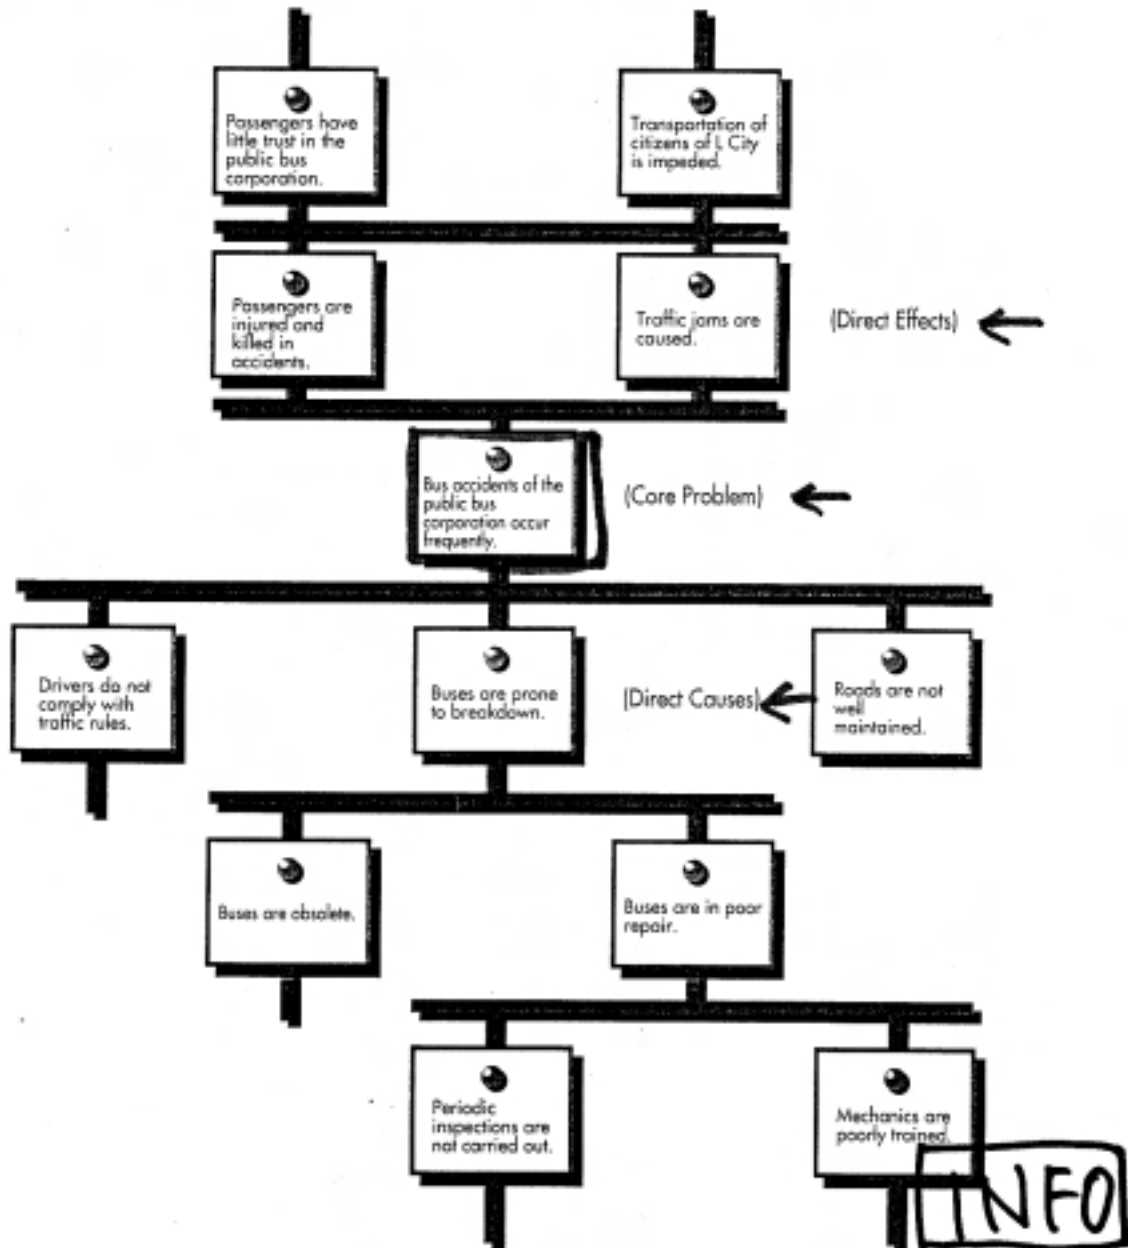 Passengers have
little trust in the
public bus
corporation.
Transportation of
citizens of L City
is impeded.
Passengers are
injured and
killed in
accidents.
Traffic jams are
caused.
(Direct Effects)
Bus accidents of the
public bus
corporation occur
frequently.
(Core Problem)
Drivers do not
comply with
traffic rules.
Buses are prone
to breakdown.
(Direct Causes)
Roads are not
well
maintained.
Buses are obsolete.
Buses are in poor
repair.
Periodic
inspections are
not carried out.
Mechanics are
poorly trained.
INFO